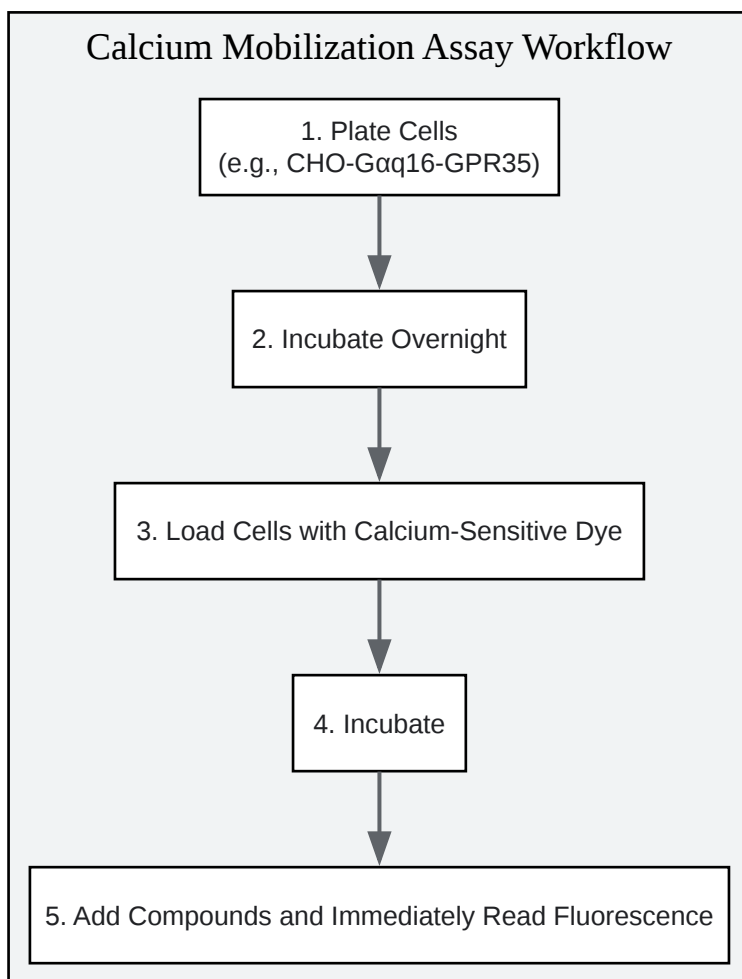 Calcium Mobilization Assay Workflow
1. Plate Cells
(e.g., CHO-Gαq16-GPR35)
2. Incubate Overnight
3. Load Cells with Calcium-Sensitive Dye
4. Incubate
5. Add Compounds and Immediately Read Fluorescence